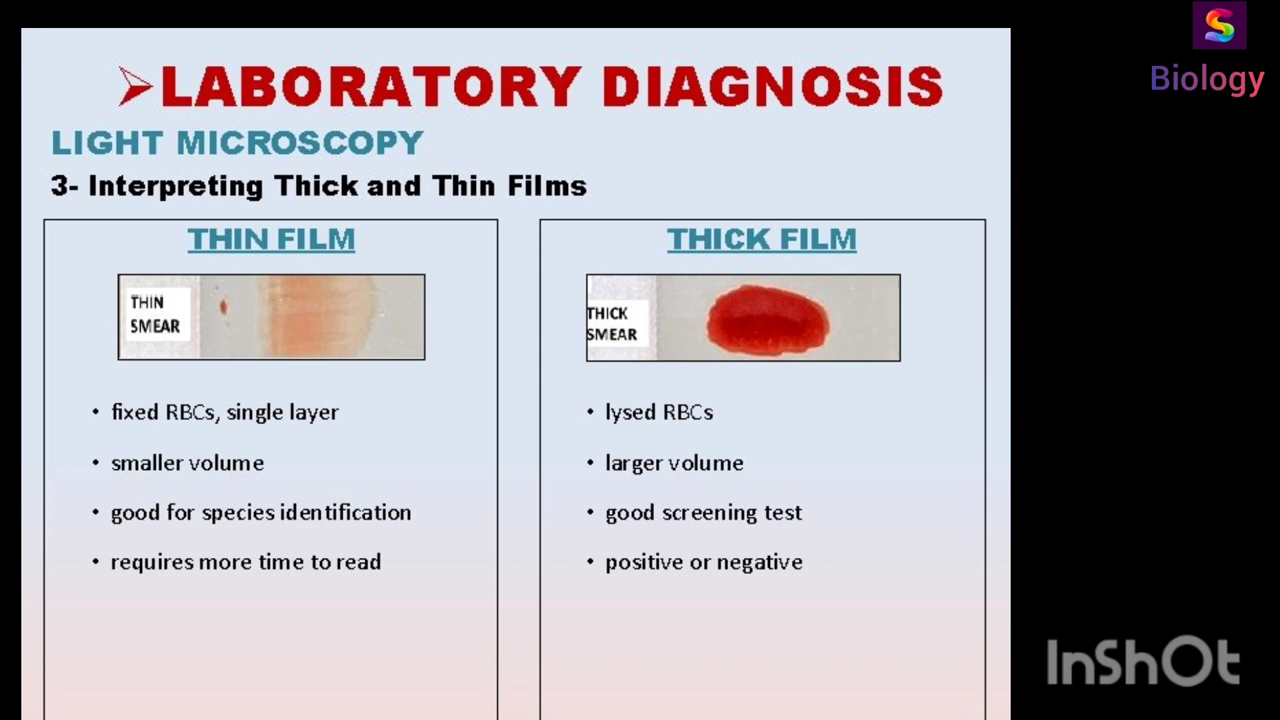 ➢LABORATORY DIAGNOSIS
LIGHT MICROSCOPY
3- Interpreting Thick and Thin Films
THIN FILM
THIN
SMEAR
• fixed RBCs, single layer
• smaller volume
• good for species identification
• requires more time to read
THICK FILM
THICK
SMEAR
• lysed RBCs
• larger volume
• good screening test
• positive or negative
S
Biology
InShOt